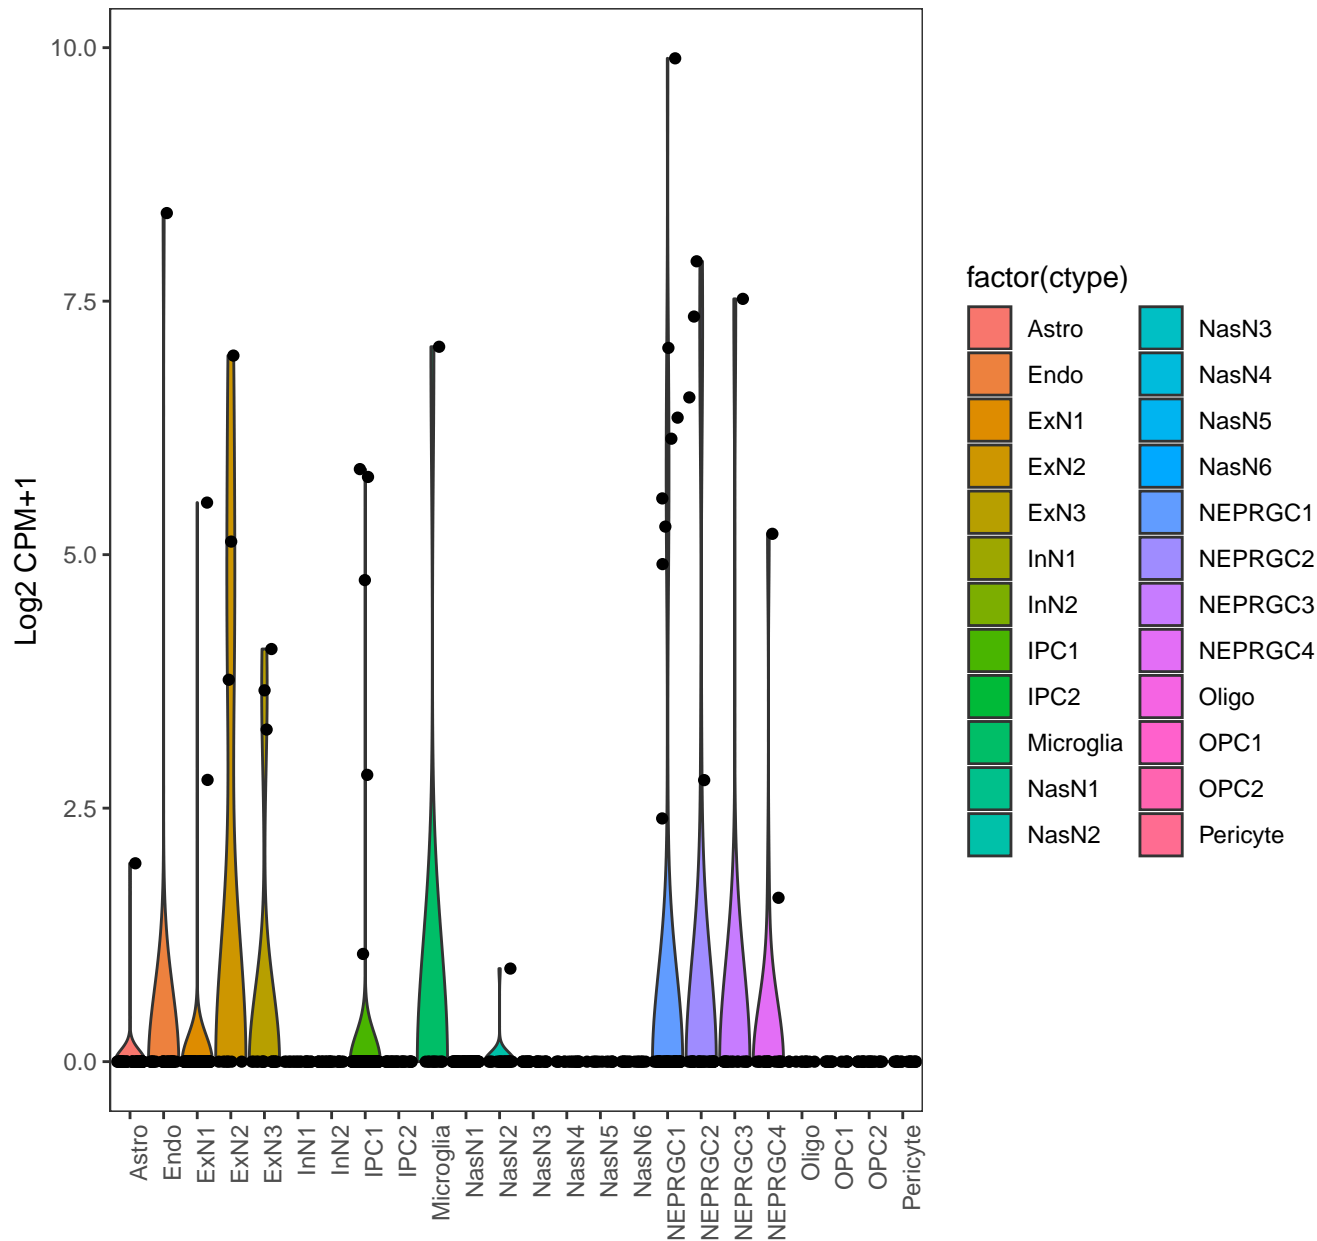 10.0
7.5
5.0
2.5
0.0
Log2 CPM+1
Astro
Endo
ExN1
ExN2
ExN3
InN1
InN2
IPC1
IPC2
Microglia
NasN1
NasN2
NasN3
NasN4
NasN5
NasN6
NEPRGC1
NEPRGC2
NEPRGC3
NEPRGC4
Oligo
OPC1
OPC2
Pericyte
factor(ctype)
Astro
Endo
ExN1
ExN2
ExN3
InN1
InN2
IPC1
IPC2
Microglia
NasN1
NasN2
NasN3
NasN4
NasN5
NasN6
NEPRGC1
NEPRGC2
NEPRGC3
NEPRGC4
Oligo
OPC1
OPC2
Pericyte